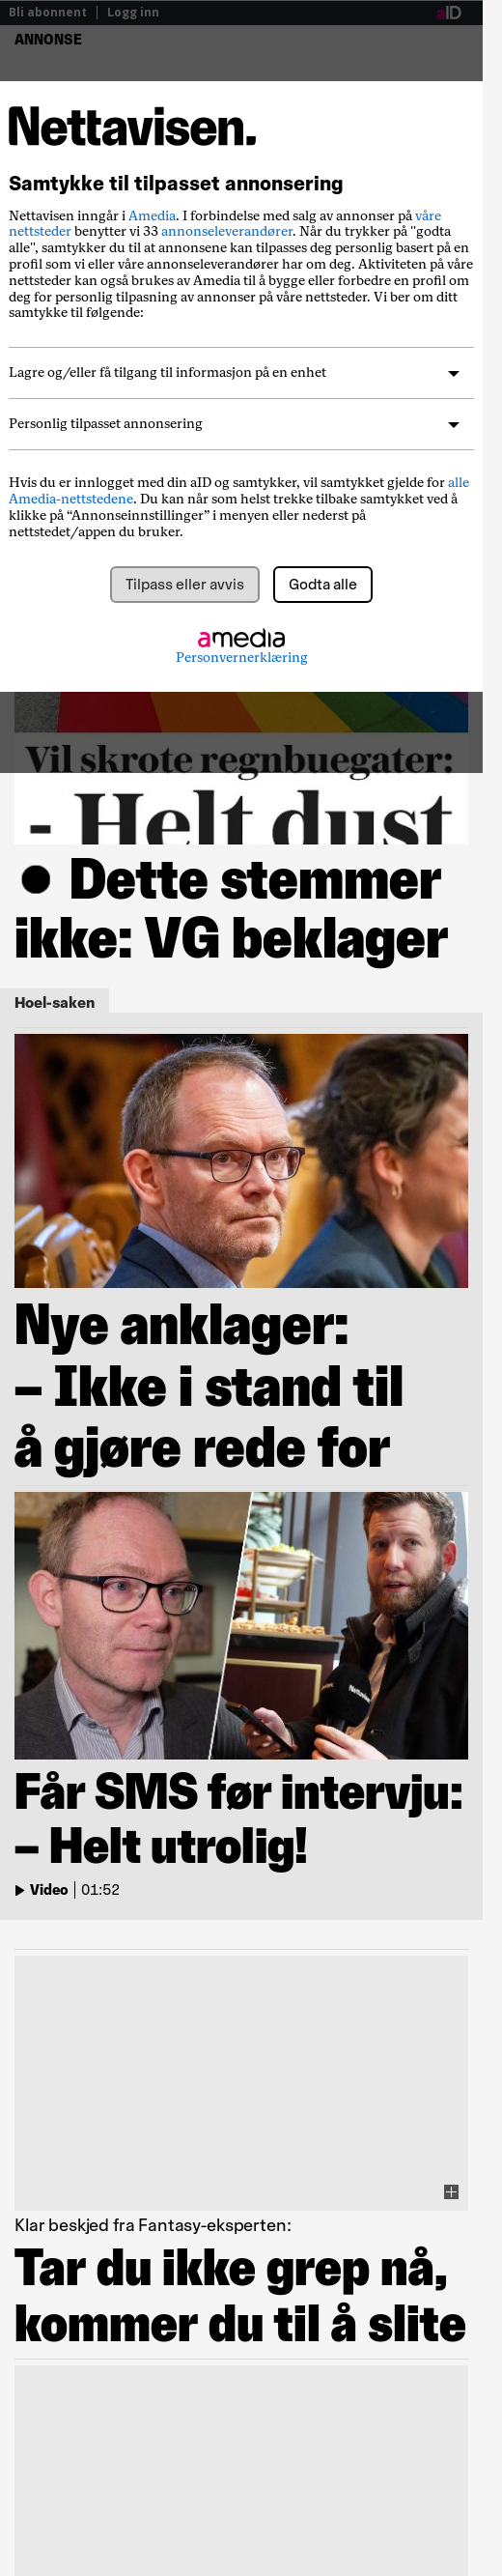 Bli abonnent | Logg inn
aID
ANNONSE
Nettavisen.
Samtykke til tilpasset annonsering
Nettavisen inngår i Amedia. I forbindelse med salg av annonser på våre
nettsteder benytter vi 33 annonseleverandører. Når du trykker på "godta
alle", samtykker du til at annonsene kan tilpasses deg personlig basert på en
profil som vi eller våre annonseleverandører har om deg. Aktiviteten på våre
nettsteder kan også brukes av Amedia til å bygge eller forbedre en profil om
deg for personlig tilpasning av annonser på våre nettsteder. Vi ber om ditt
samtykke til følgende:
Lagre og/eller få tilgang til informasjon på en enhet
Personlig tilpasset annonsering
Hvis du er innlogget med din aID og samtykker, vil samtykket gjelde for alle
Amedia-nettstedene. Du kan når som helst trekke tilbake samtykket ved å
klikke på “Annonseinnstillinger” i menyen eller nederst på
nettstedet/appen du bruker.
Tilpass eller avvis
Godta alle
amedia
Personvernerklæring
Vil skrote regnbuegater:
- Helt dust
● Dette stemmer
ikke: VG beklager
Hoel-saken
Nye anklager:
– Ikke i stand til
å gjøre rede for
Nettavisen
Får SMS før intervju:
– Helt utrolig!
Video | 01:52
Klar beskjed fra Fantasy-eksperten:
Tar du ikke grep nå,
kommer du til å slite